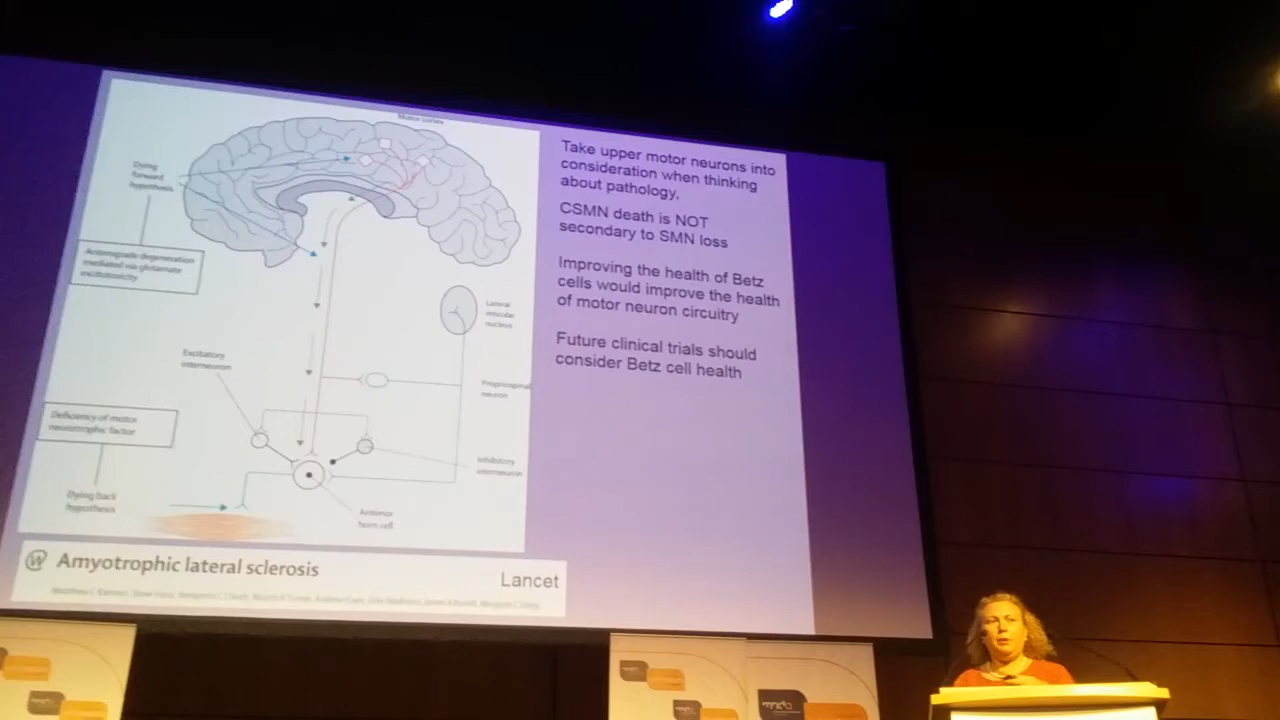 Motor cortex
Dying
forward
hypothesis
Anterograde degeneration
mediated via glutamate
excitotoxicity
Lateral
reticular
nucleus
Excitatory
interneuron
Propriospinal
neuron
Deficiency of motor
neurotrophic factor
Inhibitory
interneuron
Dying back
hypothesis
Anterior
horn cell
Take upper motor neurons into
consideration when thinking
about pathology,
CSMN death is NOT
secondary to SMN loss
Improving the health of Betz
cells would improve the health
of motor neuron circuitry
Future clinical trials should
consider Betz cell health
W Amyotrophic lateral sclerosis
Lancet
mnda